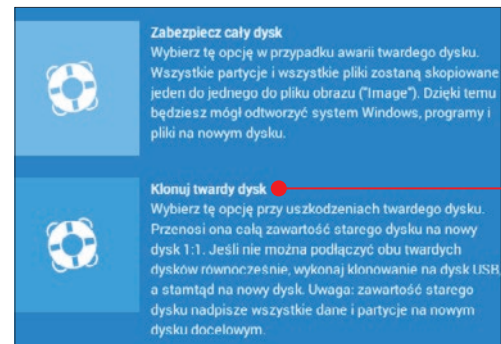 Zabezpiecz cały dysk
Wybierz tę opcję w przypadku awarii twardego dysku.
Wszystkie partycje i wszystkie pliki zostaną skopiowane
jeden do jednego do pliku obrazu ("Image"). Dzięki temu
będziesz mógł odtworzyć system Windows, programy i
pliki na nowym dysku.
Klonuj twardy dysk
Wybierz tę opcję przy uszkodzeniach twardego dysku.
Przenosi ona całą zawartość starego dysku na nowy
dysk 1:1. Jeśli nie można podłączyć obu twardych
dysków równocześnie, wykonaj klonowanie na dysk USB,
a stamtąd na nowy dysk. Uwaga: zawartość starego
dysku nadpisze wszystkie dane i partycje na nowym
dysku docelowym.